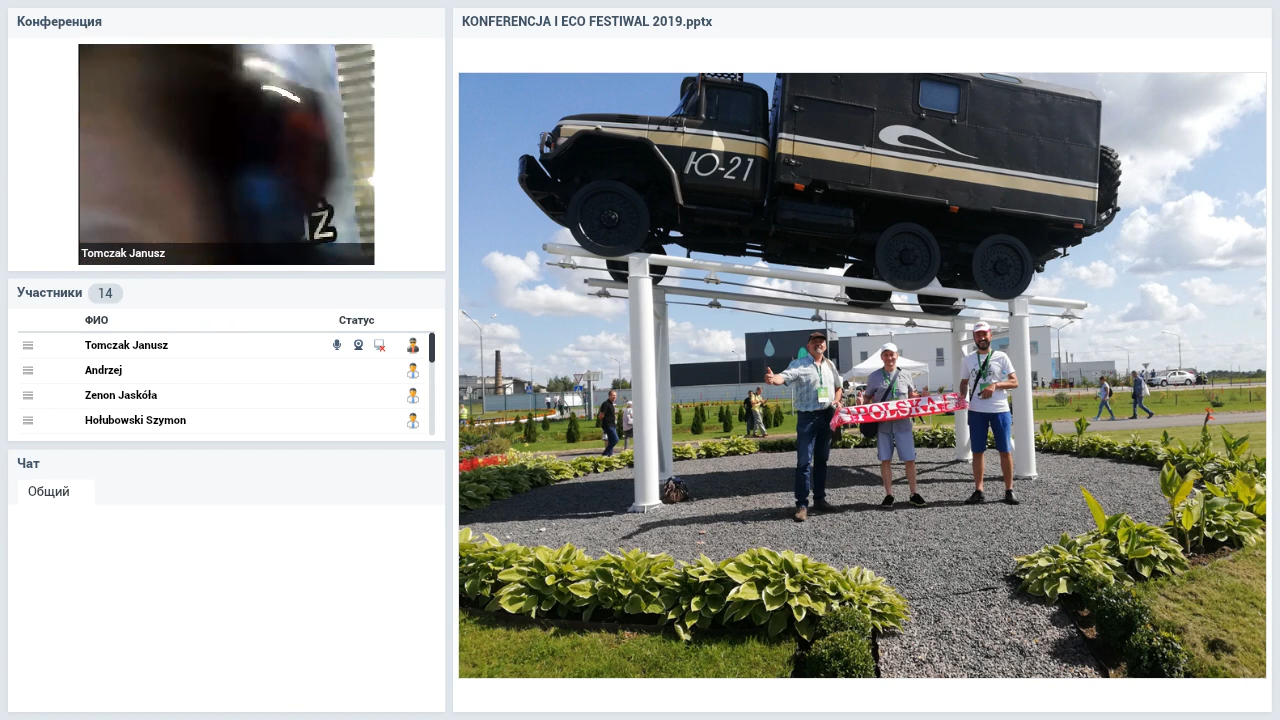 Конференция
Tomczak Janusz
Участники 14
ФИО Статус
Tomczak Janusz
Andrzej
Zenon Jaskóła
Hołubowski Szymon
Чат
Общий
KONFERENCJA I ECO FESTIWAL 2019.pptx
Ю-21
POLSKA